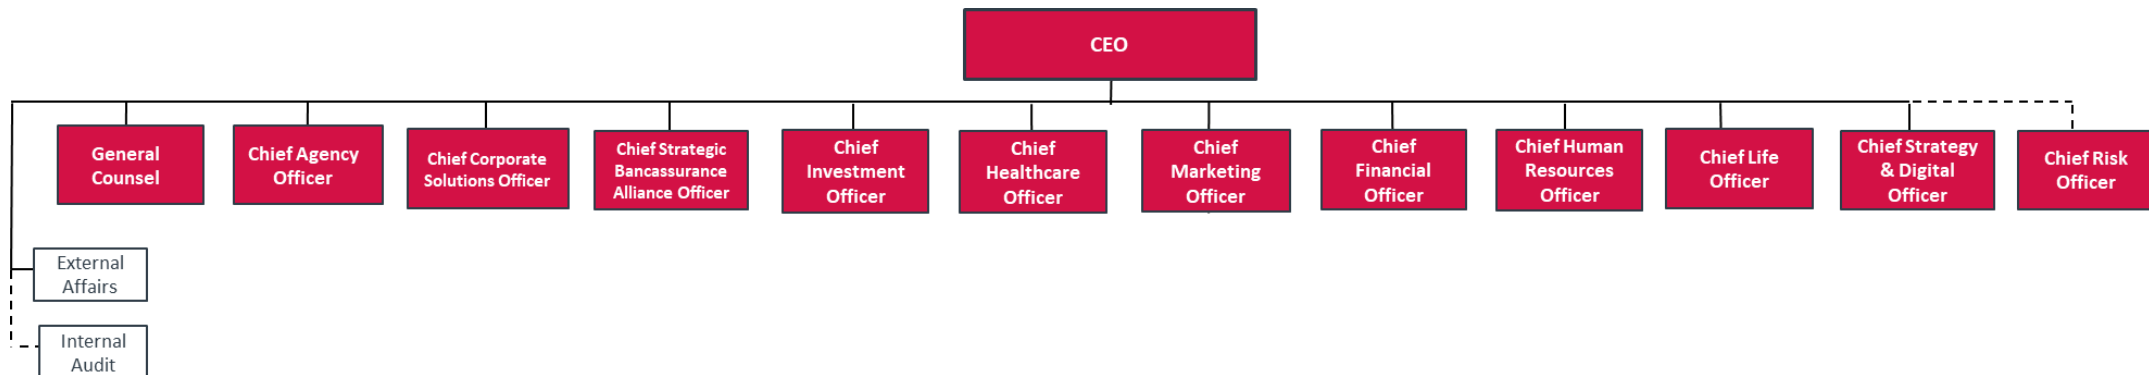 CEO
General
Counsel
Chief Agency
Officer
Chief Corporate
Solutions Officer
Chief Strategic
Bancassurance
Alliance Officer
Chief
Investment
Officer
Chief
Healthcare
Officer
Chief
Marketing
Officer
Chief
Financial
Officer
Chief Human
Resources
Officer
Chief Life
Officer
Chief Strategy
& Digital
Officer
Chief Risk
Officer
External
Affairs
Internal
Audit